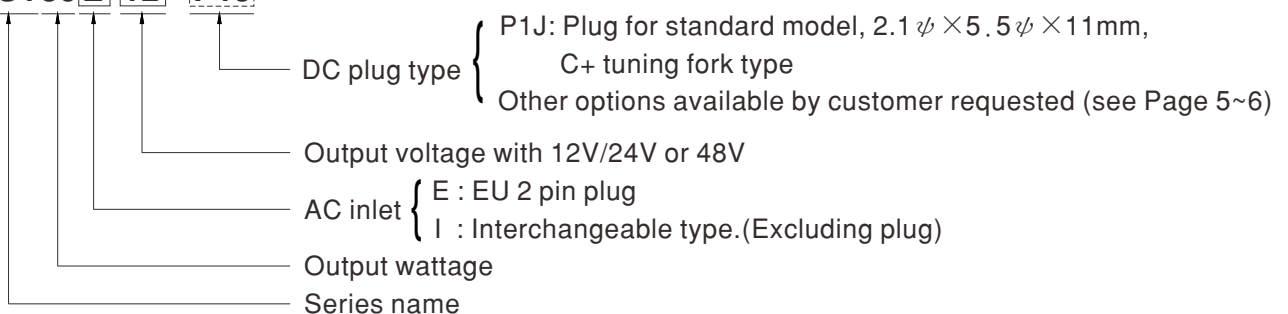 P1J: Plug for standard model, 2.1ψ×5.5ψ×11mm,
DC plug type
C+ tuning fork type
Other options available by customer requested (see Page 5~6)
Output voltage with 12V/24V or 48V
E : EU 2 pin plug
AC inlet
I : Interchangeable type.(Excluding plug)
Output wattage
Series name